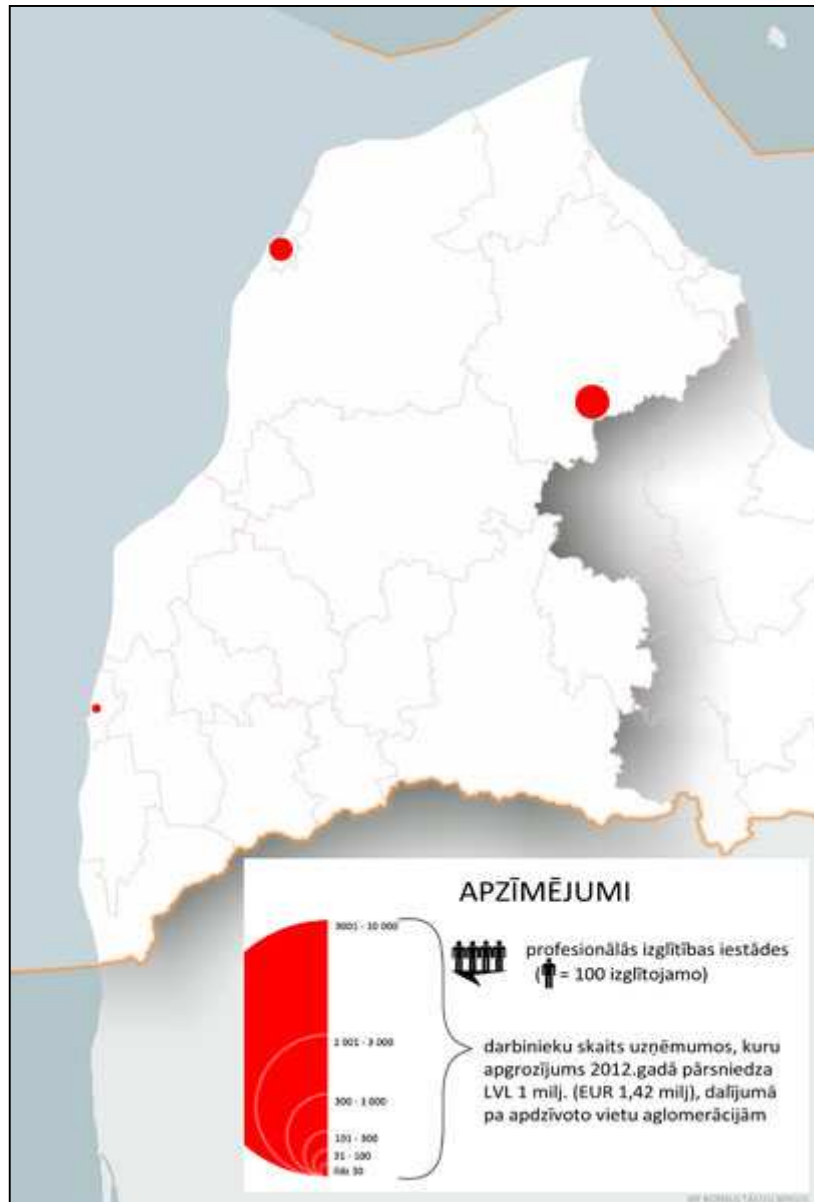 APZĪMĒJUMI
3001 - 10 000
1 001 - 3 000
300 - 1 000
101 - 300
31 - 100
līdz 30
profesionālās izglītības iestādes
(= 100 izglītojamo)
darbinieku skaits uzņēmumos, kuru
apgrozījums 2012.gadā pārsniedza
LVL 1 milj. (EUR 1,42 milj), dalījumā
pa apdzīvoto vietu aglomerācijām